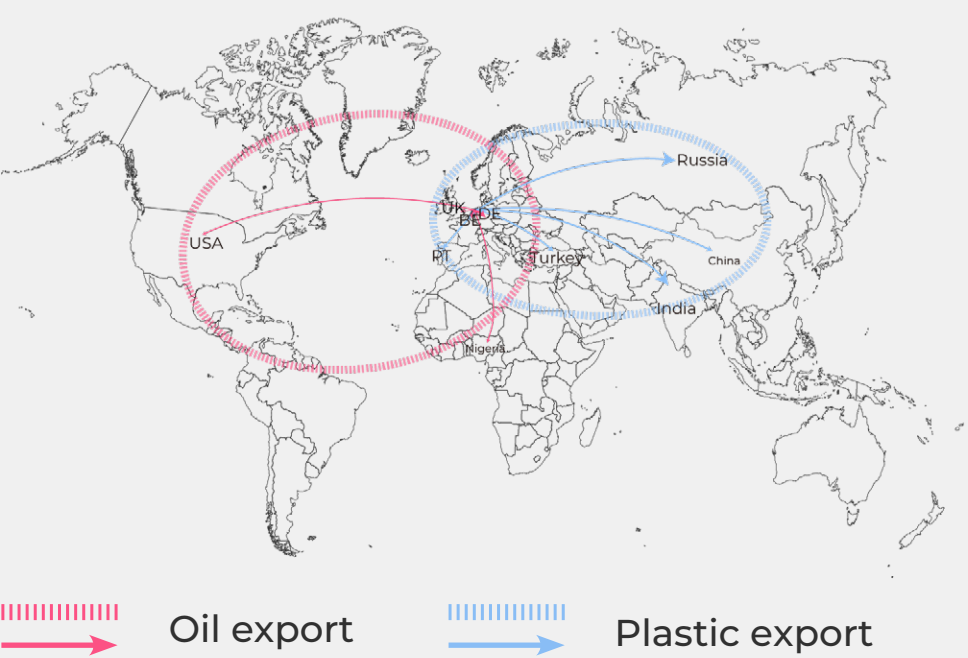 Russia
UK
BE
DE
USA
PT
Turkey
China
India
Nigeria
Oil export
Plastic export